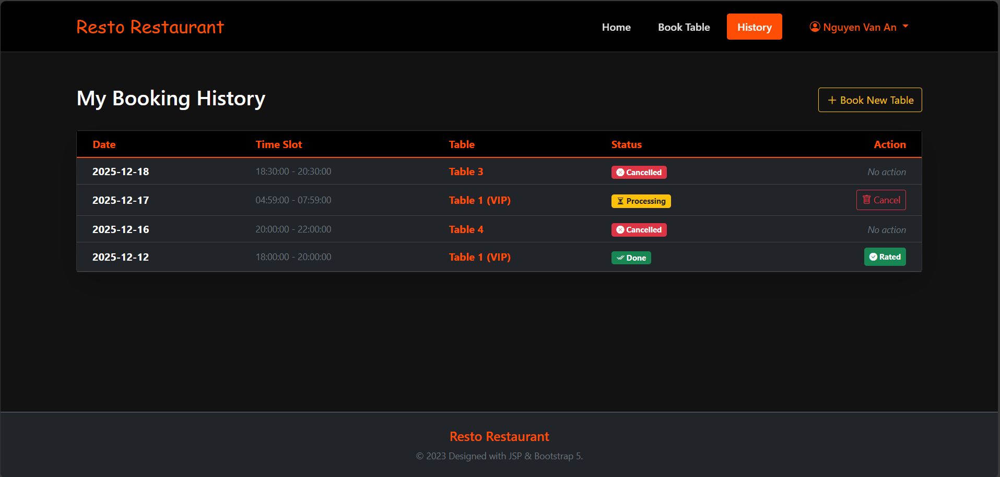 Resto Restaurant Home Book Table History Nguyen Van An
My Booking History + Book New Table
Date Time Slot Table Status Action
2025-12-18 18:30:00 - 20:30:00 Table 3 Cancelled No action
2025-12-17 04:59:00 - 07:59:00 Table 1 (VIP) Processing Cancel
2025-12-16 20:00:00 - 22:00:00 Table 4 Cancelled No action
2025-12-12 18:00:00 - 20:00:00 Table 1 (VIP) Done Rated
Resto Restaurant
© 2023 Designed with JSP & Bootstrap 5.